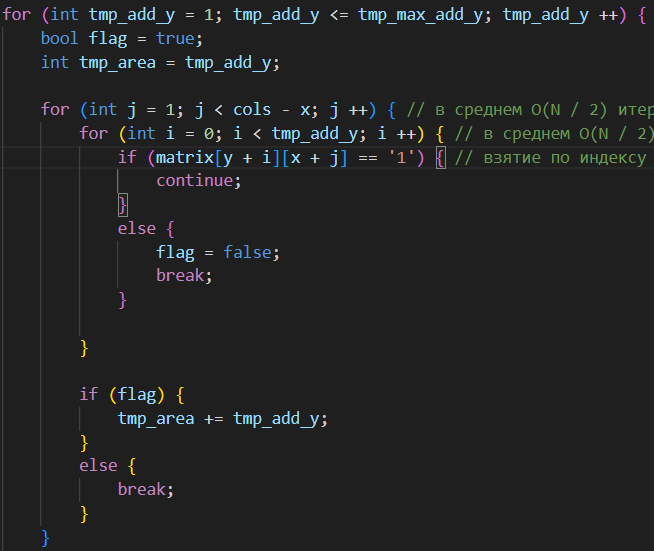 for (int tmp_add_y = 1; tmp_add_y <= tmp_max_add_y; tmp_add_y ++) {
    bool flag = true;
    int tmp_area = tmp_add_y;
    for (int j = 1; j < cols - x; j ++) { // в среднем O(N / 2) итер
        for (int i = 0; i < tmp_add_y; i ++) { // в среднем O(N / 2)
            if (matrix[y + i][x + j] == '1') { // взятие по индексу
                continue;
            }
            else {
                flag = false;
                break;
            }
        }
        if (flag) {
            tmp_area += tmp_add_y;
        }
        else {
            break;
        }
    }